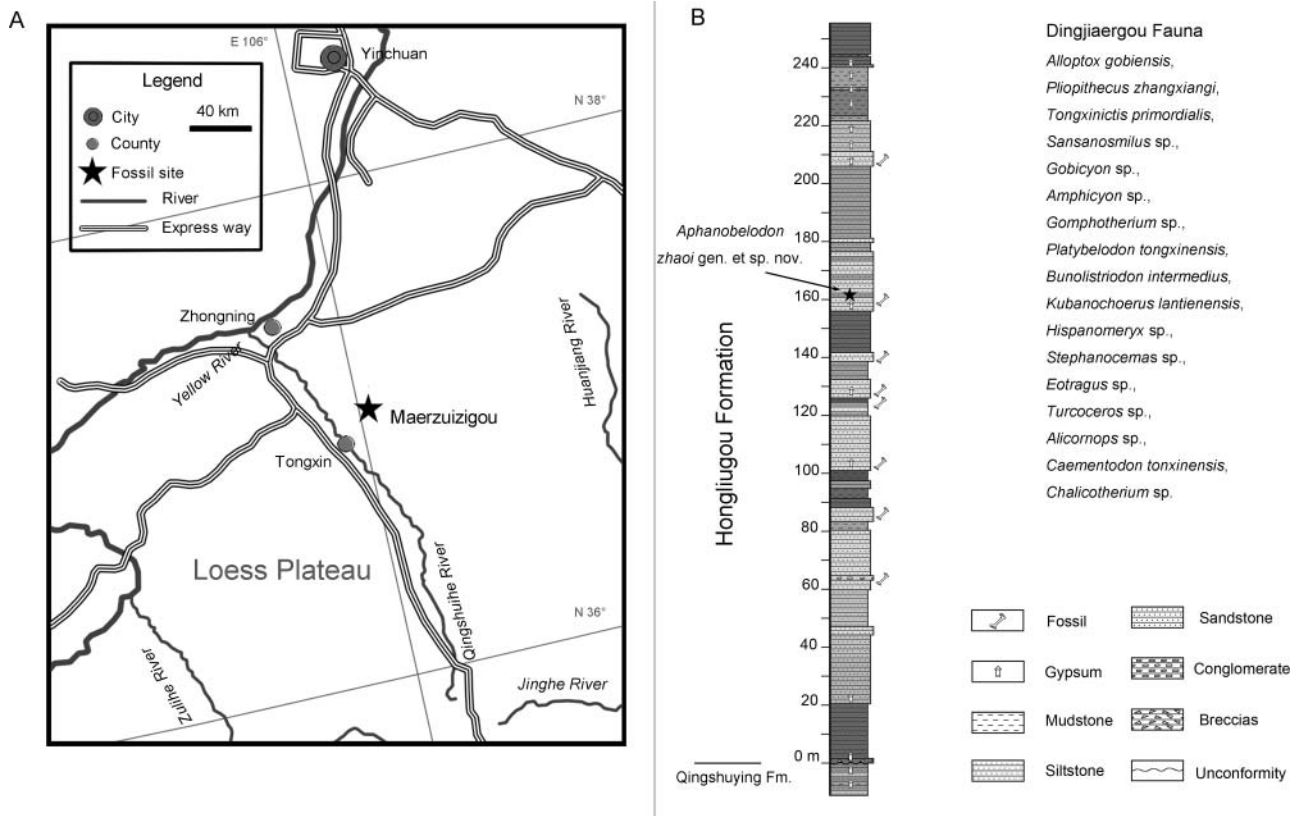 A
E 106°
Yinchuan
Legend
40 km
City
County
Fossil site
River
Express way
N 38°
Zhongning
Yellow River
Huanjiang River
Maerzuizigou
Tongxin
Loess Plateau
Qingshuihe River
N 36°
Zulihe River
Jinghe River
B
Hongliugou Formation
240
220
200
180
160
140
120
100
80
60
40
20
0 m
Aphanobelodon
zhaoi gen. et sp. nov.
Qingshuying Fm.
Dingjiaergou Fauna
Alloptox gobiensis,
Pliopithecus zhangxiangi,
Tongxinictis primordialis,
Sansanosmilus sp.,
Gobicyon sp.,
Amphicyon sp.,
Gomphotherium sp.,
Platybelodon tongxinensis,
Bunolistriodon intermedius,
Kubanochoerus lantienensis,
Hispanomeryx sp.,
Stephanocemas sp.,
Eotragus sp.,
Turcoceros sp.,
Alicornops sp.,
Caementodon tonxinensis,
Chalicotherium sp.
Fossil
Sandstone
Gypsum
Conglomerate
Mudstone
Breccias
Siltstone
Unconformity